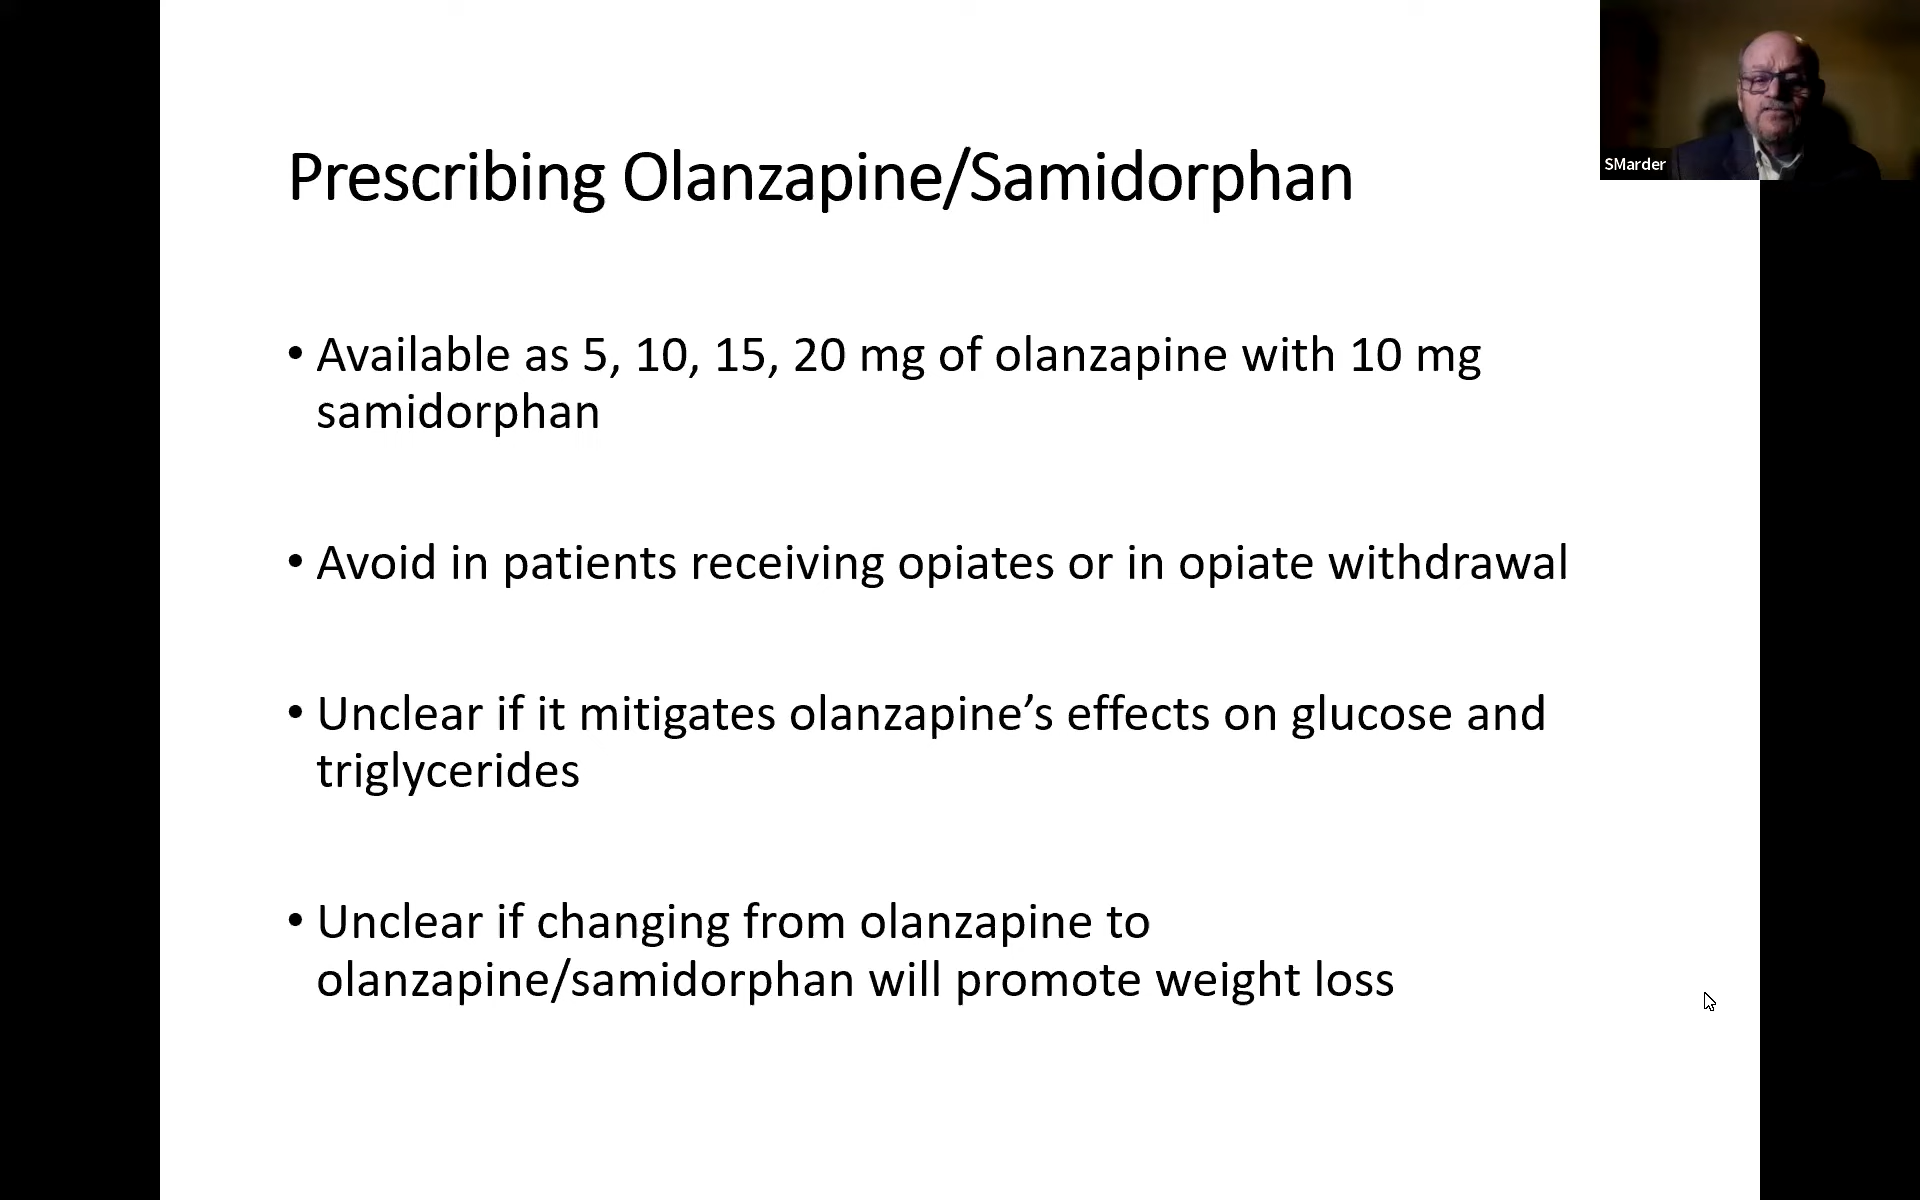 SMarder
Prescribing Olanzapine/Samidorphan
• Available as 5, 10, 15, 20 mg of olanzapine with 10 mg
samidorphan
• Avoid in patients receiving opiates or in opiate withdrawal
• Unclear if it mitigates olanzapine’s effects on glucose and
triglycerides
• Unclear if changing from olanzapine to
olanzapine/samidorphan will promote weight loss